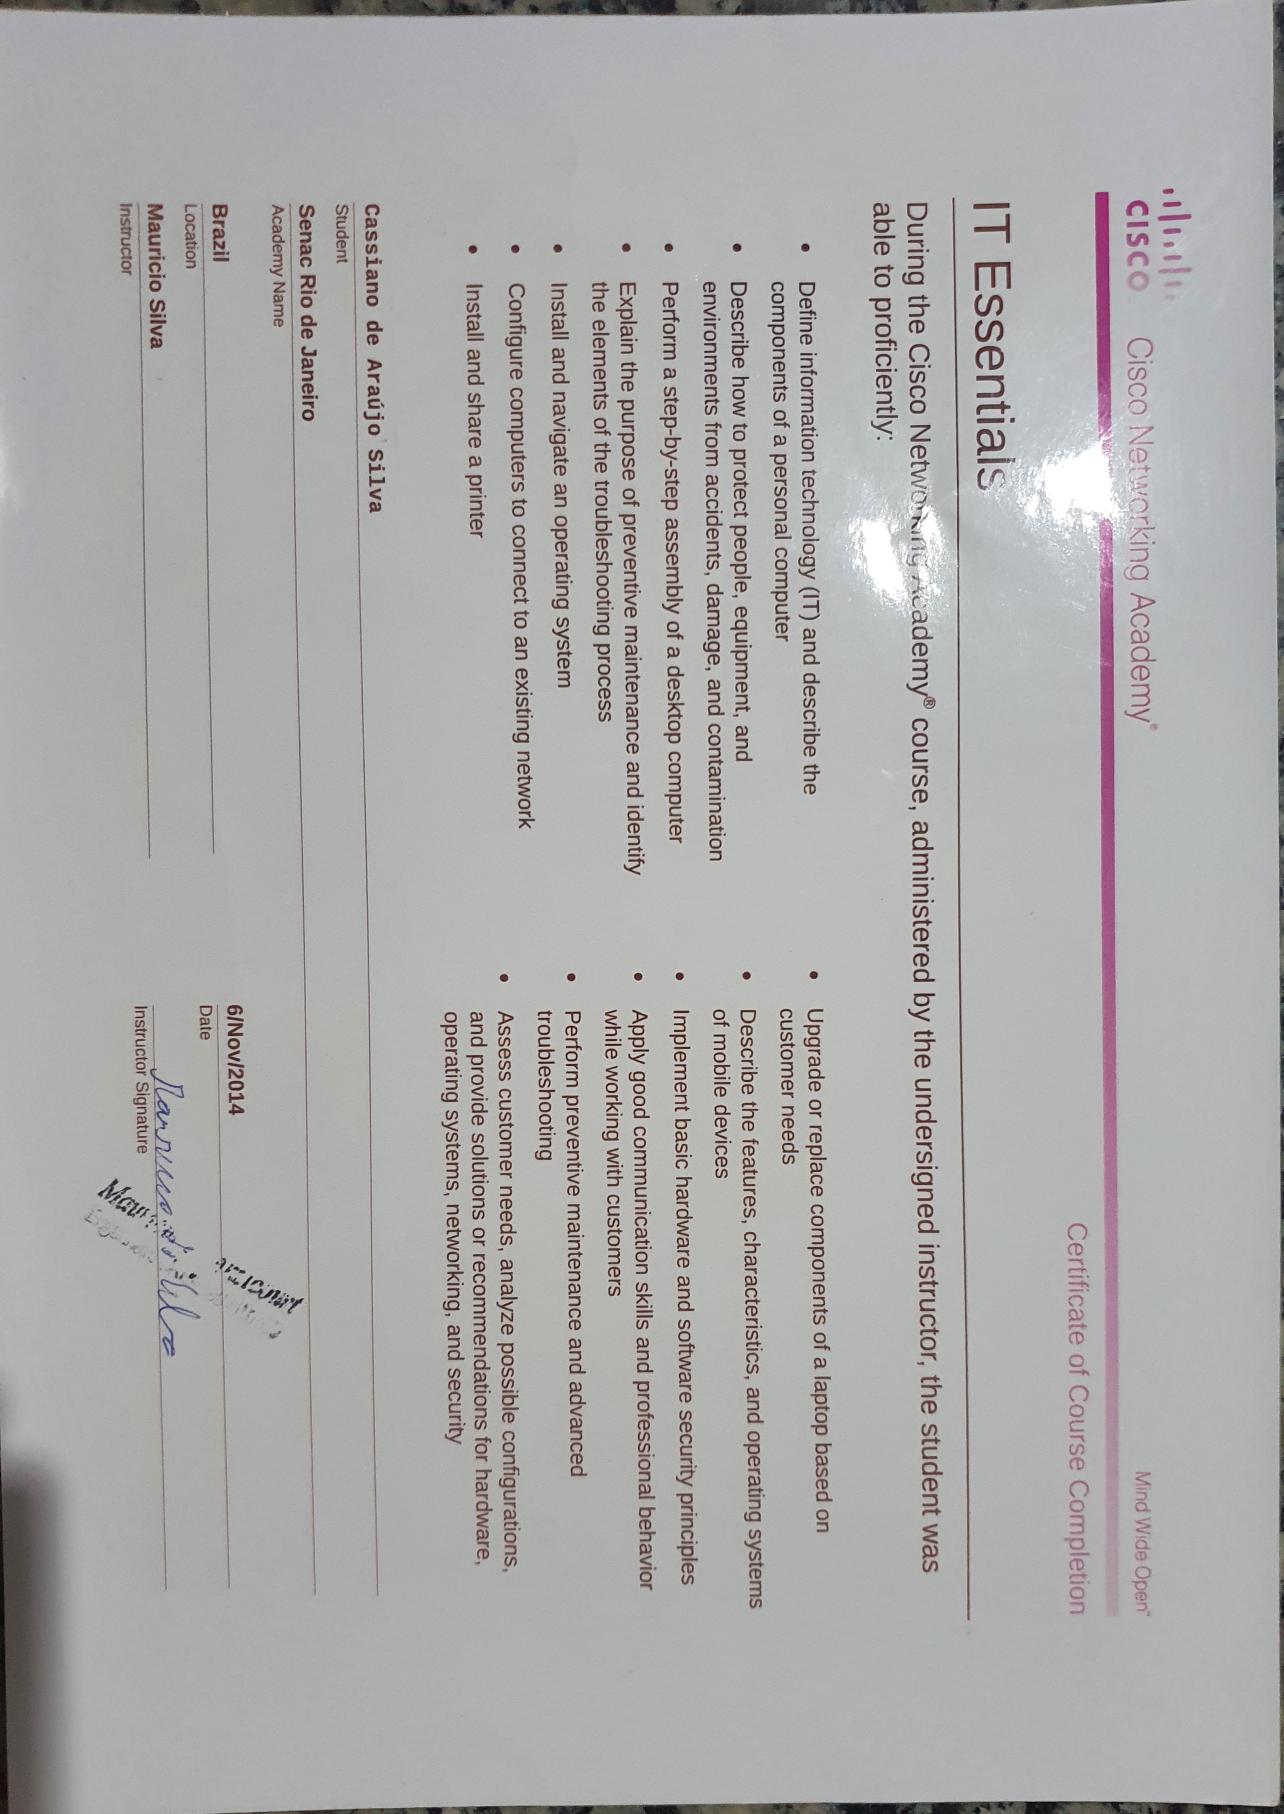 CISCO Cisco Networking Academy®
Mind Wide Open™
Certificate of Course Completion
IT Essentials
During the Cisco Networking Academy® course, administered by the undersigned instructor, the student was
able to proficiently:
• Define information technology (IT) and describe the
components of a personal computer
• Describe how to protect people, equipment, and
environments from accidents, damage, and contamination
• Perform a step-by-step assembly of a desktop computer
• Explain the purpose of preventive maintenance and identify
the elements of the troubleshooting process
• Install and navigate an operating system
• Configure computers to connect to an existing network
• Install and share a printer
• Upgrade or replace components of a laptop based on
customer needs
• Describe the features, characteristics, and operating systems
of mobile devices
• Implement basic hardware and software security principles
• Apply good communication skills and professional behavior
while working with customers
• Perform preventive maintenance and advanced
troubleshooting
• Assess customer needs, analyze possible configurations,
and provide solutions or recommendations for hardware,
operating systems, networking, and security
Cassiano de Araújo Silva
Student
Senac Rio de Janeiro
Academy Name
Brazil
Location
6/Nov/2014
Date
Mauricio Silva
Instructor
Instructor Signature